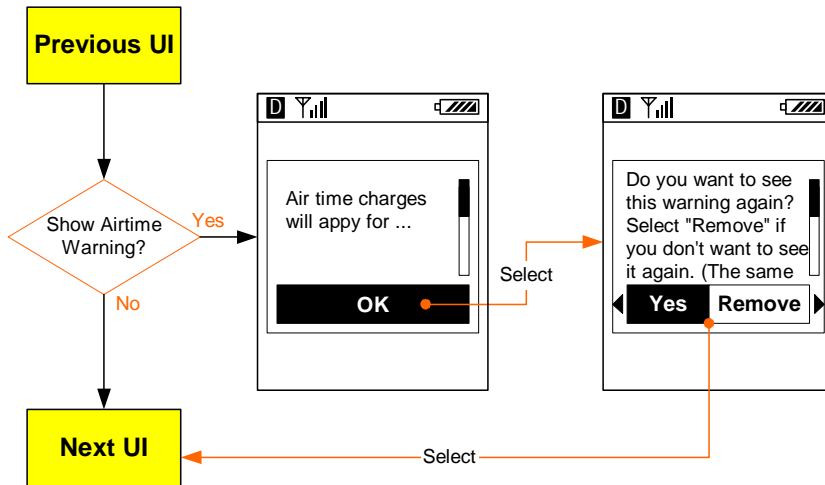 Previous UI
Show Airtime
Warning?
Yes
No
D
Air time charges
will appy for ...
OK
Select
D
Do you want to see
this warning again?
Select "Remove" if
you don't want to see
it again. (The same
Yes
Remove
Select
Next UI